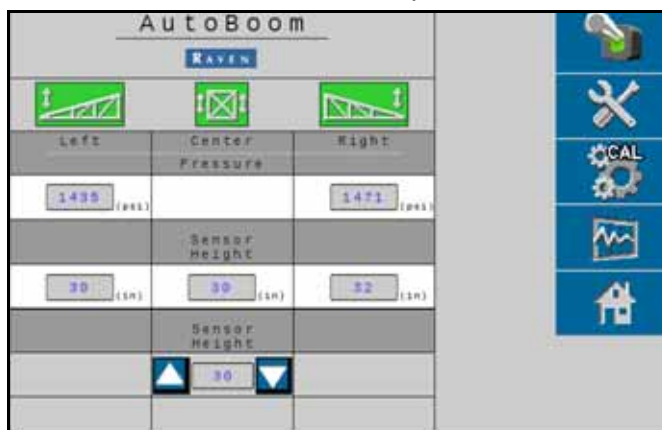 AutoBoom
RAVEN
Left Center Right
Pressure
CAL
1435 (psi) 1471 (psi)
Sensor
Height
30 (in) 30 (in) 32 (in)
Sensor
Height
30